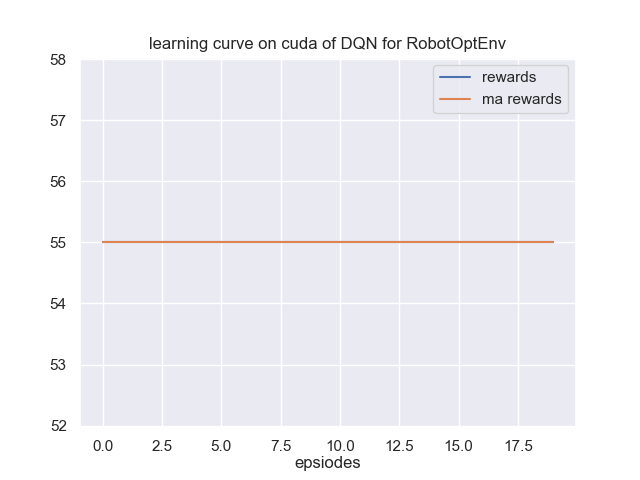 learning curve on cuda of DQN for RobotOptEnv
rewards
ma rewards
58
57
56
55
54
53
52
0.0 2.5 5.0 7.5 10.0 12.5 15.0 17.5
epsiodes